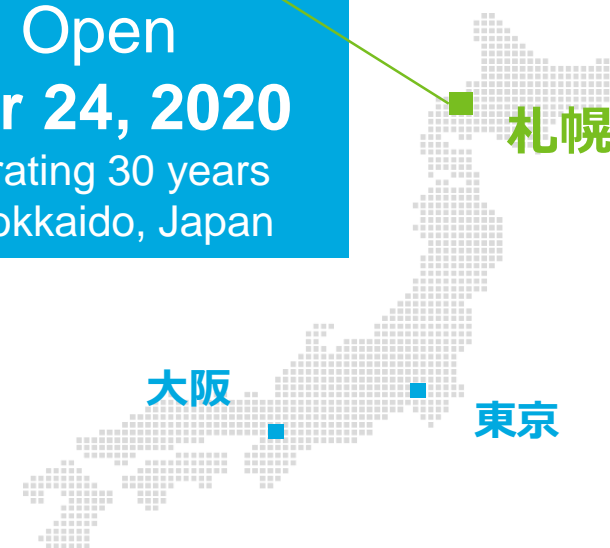 Open
r 24, 2020
rating 30 years
okkaido, Japan
札幌
大阪
東京